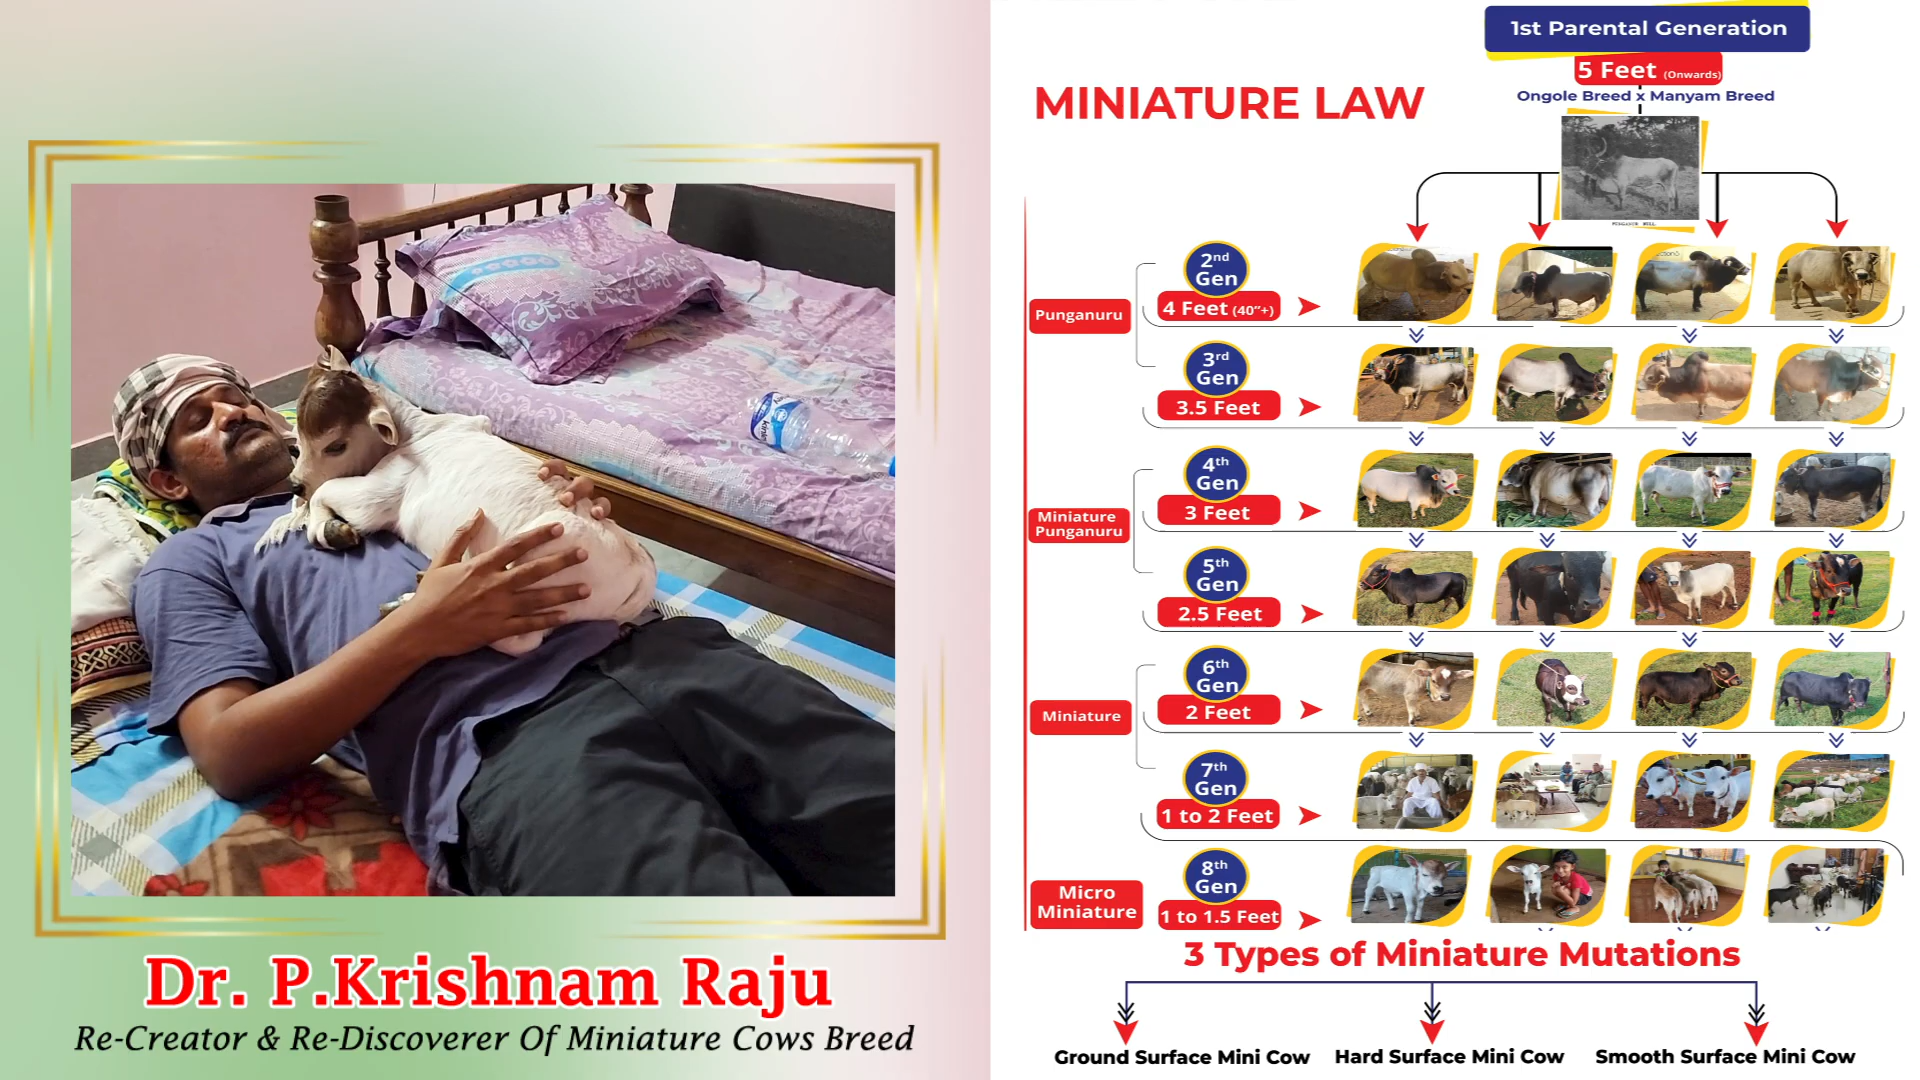 Dr. P.Krishnam Raju
Re-Creator & Re-Discoverer Of Miniature Cows Breed
MINIATURE LAW
1st Parental Generation
5 Feet (Onwards)
Ongole Breed x Manyam Breed
PUNGANUR BULL.
Punganuru
2nd
Gen
4 Feet (40"+)
3rd
Gen
3.5 Feet
Miniature
Punganuru
4th
Gen
3 Feet
5th
Gen
2.5 Feet
Miniature
6th
Gen
2 Feet
7th
Gen
1 to 2 Feet
Micro
Miniature
8th
Gen
1 to 1.5 Feet
3 Types of Miniature Mutations
Ground Surface Mini Cow
Hard Surface Mini Cow
Smooth Surface Mini Cow